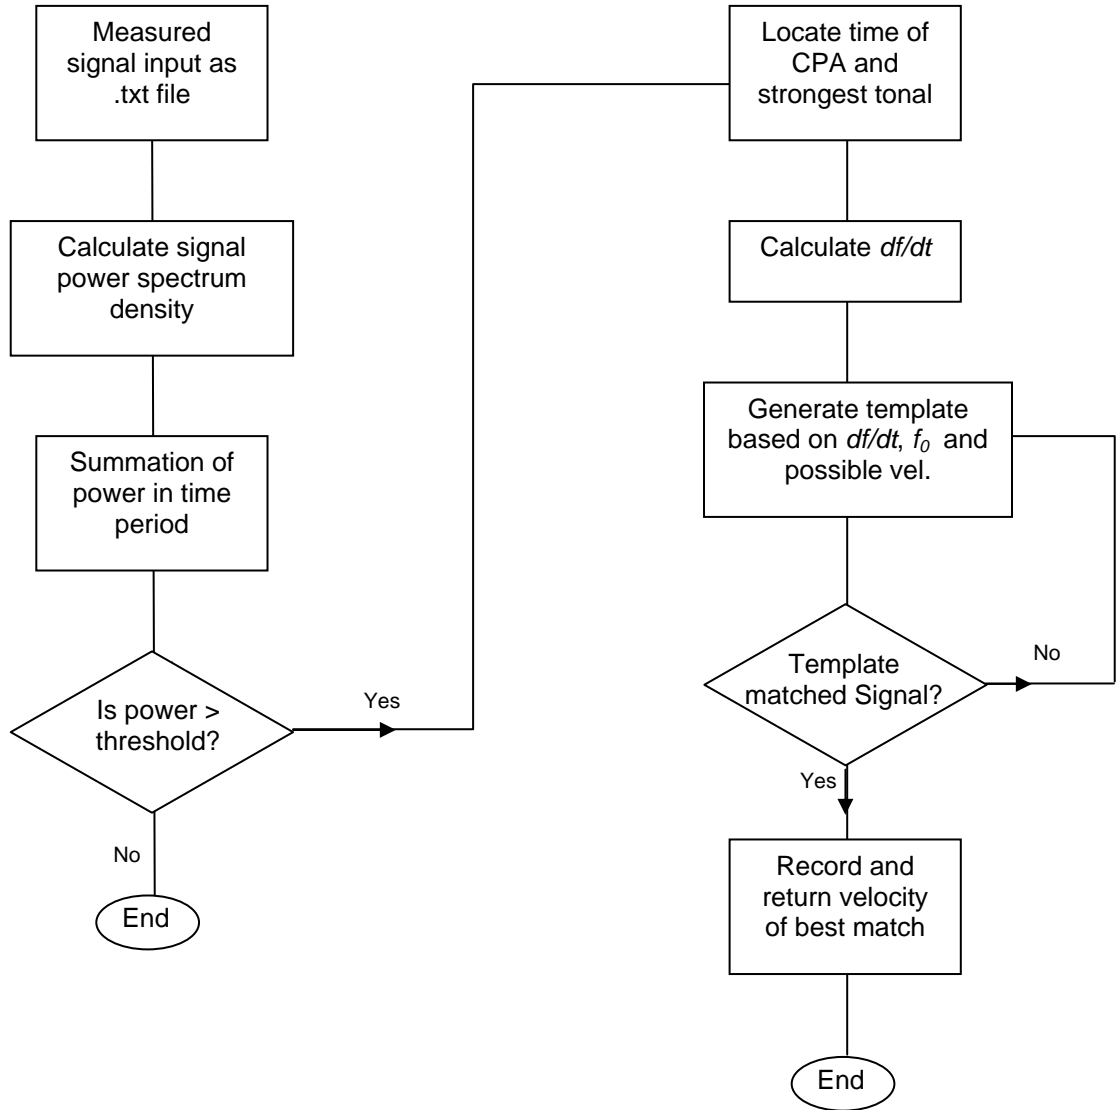 Measured
signal input as
.txt file
Calculate signal
power spectrum
density
Summation of
power in time
period
Is power >
threshold?
Yes
No
End
Locate time of
CPA and
strongest tonal
Calculate df/dt
Generate template
based on df/dt, f0 and
possible vel.
Template
matched Signal?
No
Yes
Record and
return velocity
of best match
End